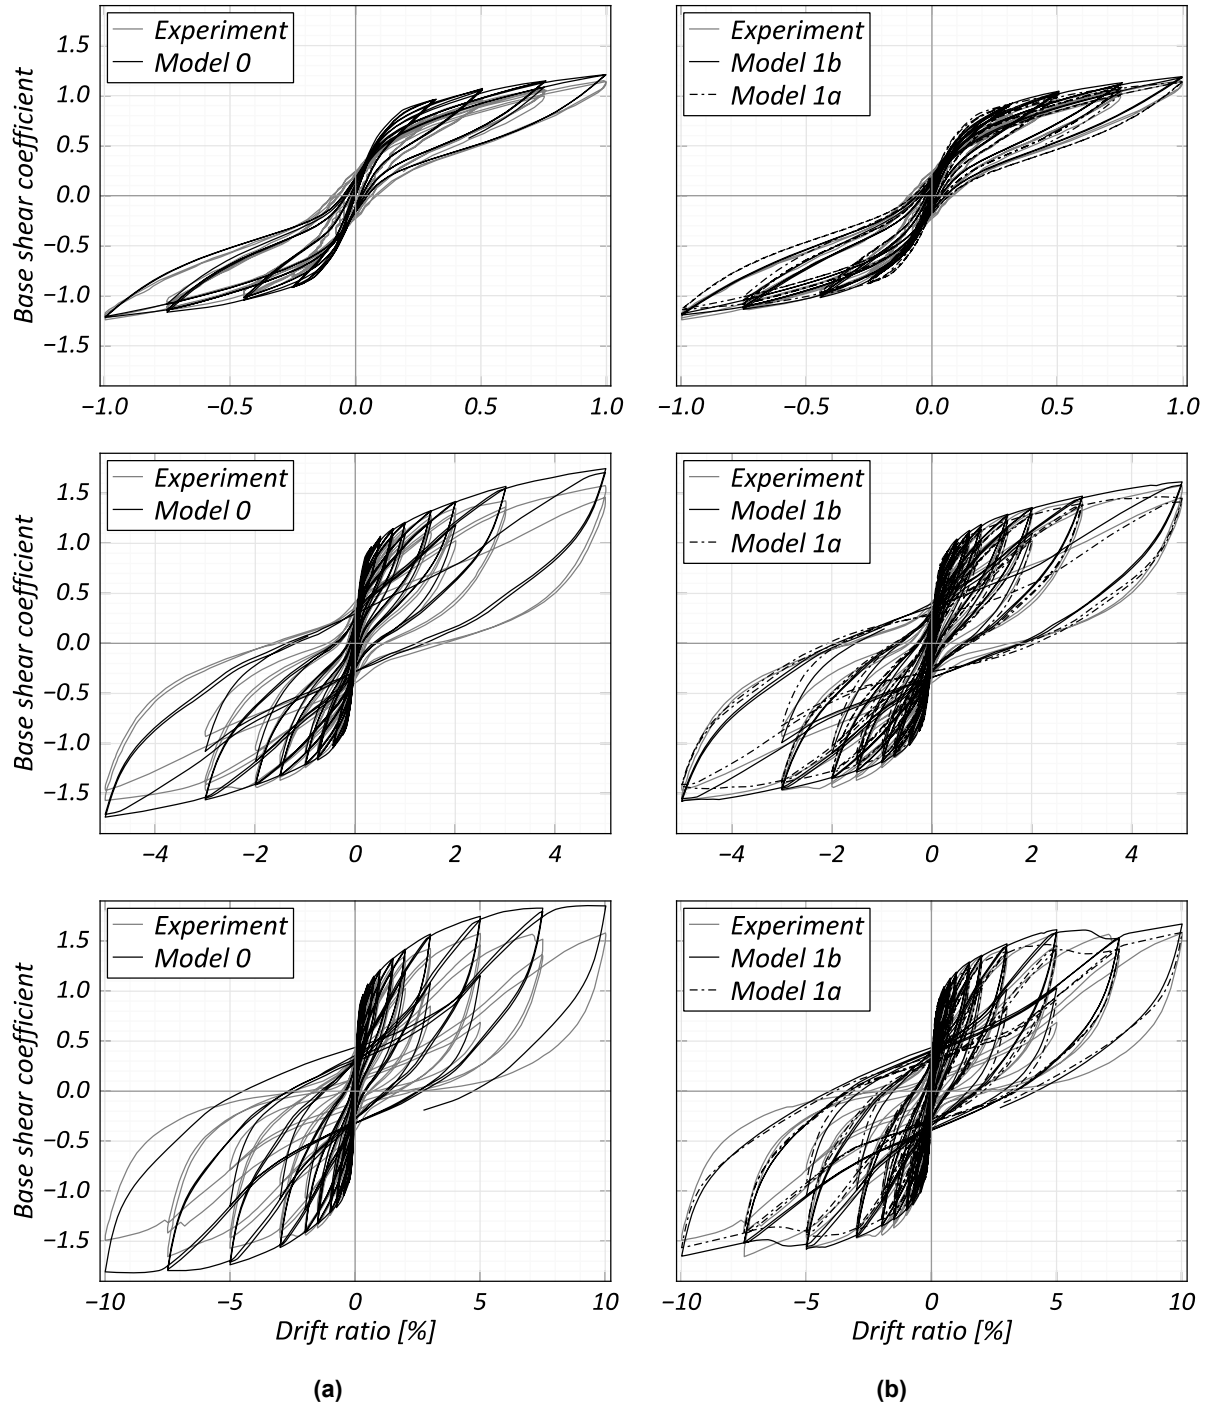 Experiment
Model 0
1.5
1.0
0.5
0.0
−0.5
−1.0
−1.5
Base shear coefficient
−1.0 −0.5 0.0 0.5 1.0
Experiment
Model 1b
Model 1a
−1.0 −0.5 0.0 0.5 1.0
Experiment
Model 0
1.5
1.0
0.5
0.0
−0.5
−1.0
−1.5
Base shear coefficient
−4 −2 0 2 4
Experiment
Model 1b
Model 1a
−4 −2 0 2 4
Experiment
Model 0
1.5
1.0
0.5
0.0
−0.5
−1.0
−1.5
Base shear coefficient
−10 −5 0 5 10
Drift ratio [%]
Experiment
Model 1b
Model 1a
−10 −5 0 5 10
Drift ratio [%]
(a)
(b)